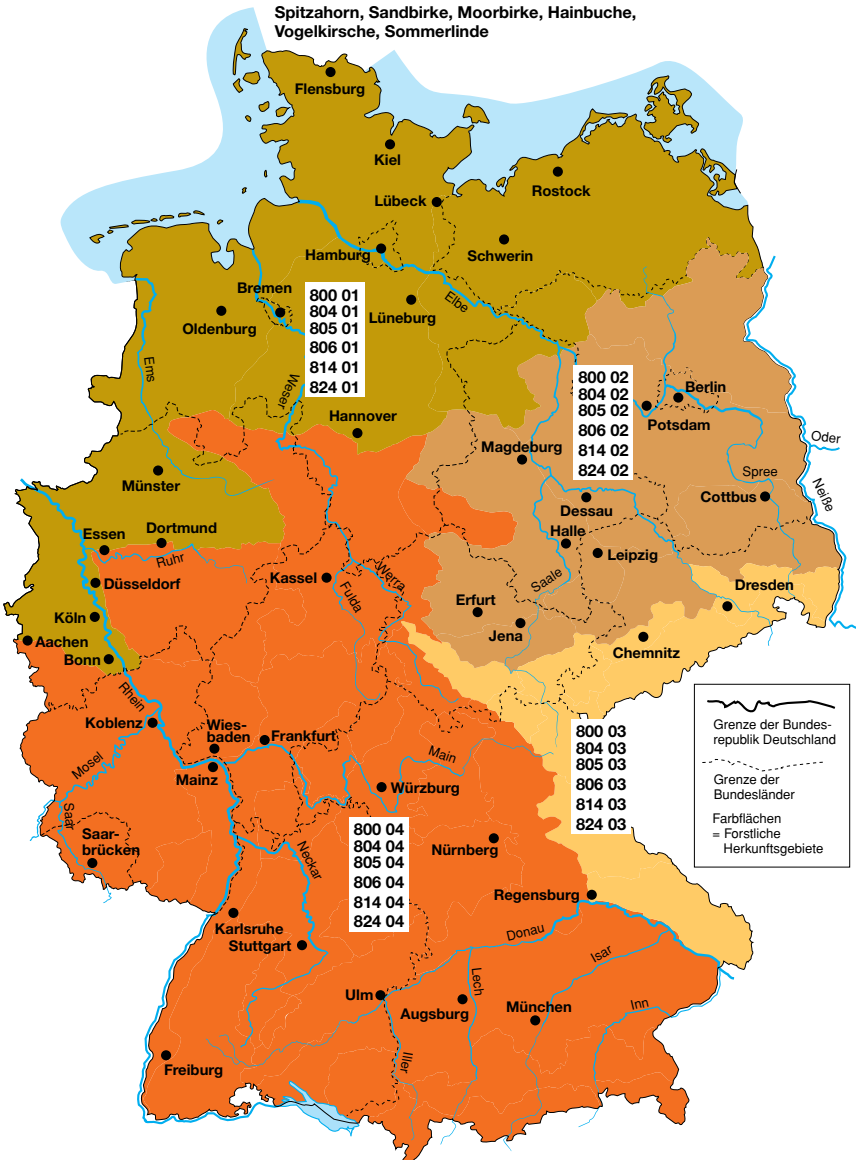 Spitzahorn, Sandbirke, Moorbirke, Hainbuche,
Vogelkirsche, Sommerlinde
Flensburg
Kiel
Rostock
Lübeck
Schwerin
Hamburg
Bremen
Elbe
Lüneburg
Oldenburg
800 01
804 01
805 01
806 01
814 01
824 01
Ems
Weser
Hannover
800 02
804 02
805 02
806 02
814 02
824 02
Berlin
Potsdam
Oder
Magdeburg
Münster
Spree
Neiße
Cottbus
Dessau
Essen
Dortmund
Halle
Ruhr
Leipzig
Kassel
Werra
Düsseldorf
Fulda
Saale
Dresden
Erfurt
Köln
Jena
Aachen
Chemnitz
Bonn
Rhein
Koblenz
Wies-
baden
Frankfurt
Main
Mosel
Mainz
Würzburg
800 03
804 03
805 03
806 03
814 03
824 03
Grenze der Bundes-
republik Deutschland
Grenze der
Bundesländer
Farbflächen
= Forstliche
Herkunftsgebiete
Saar
Saar-
brücken
800 04
804 04
805 04
806 04
814 04
824 04
Neckar
Nürnberg
Regensburg
Karlsruhe
Stuttgart
Donau
Isar
Lech
Ulm
Augsburg
München
Inn
Iller
Freiburg